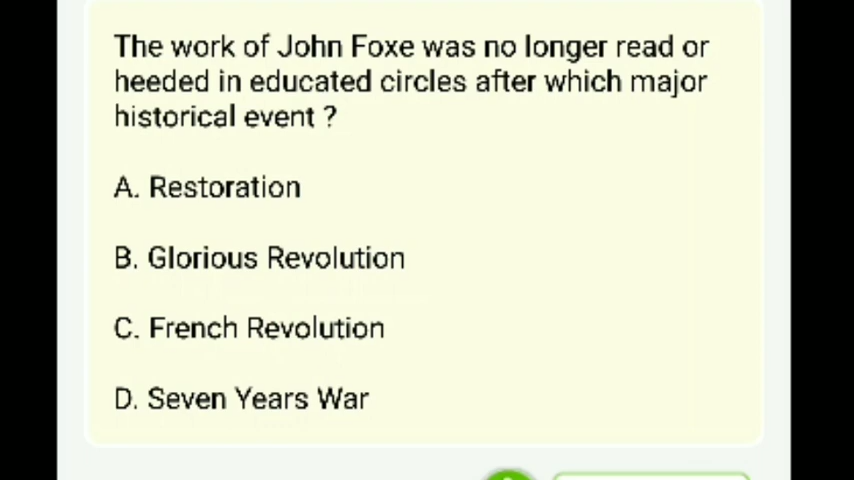 The work of John Foxe was no longer read or
heeded in educated circles after which major
historical event ?
A. Restoration
B. Glorious Revolution
C. French Revolution
D. Seven Years War